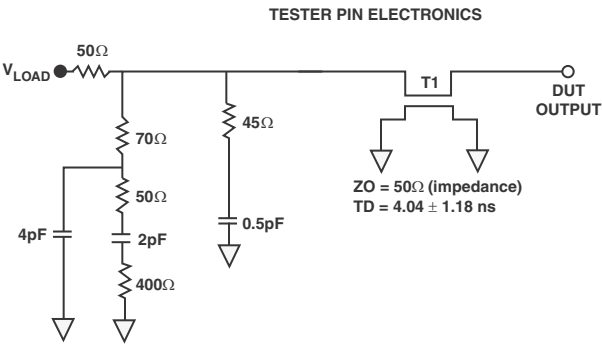 TESTER PIN ELECTRONICS
50Ω
VLOAD
T1
DUT
OUTPUT
70Ω
45Ω
50Ω
ZO = 50Ω (impedance)
TD = 4.04 ± 1.18 ns
4pF
2pF
0.5pF
400Ω